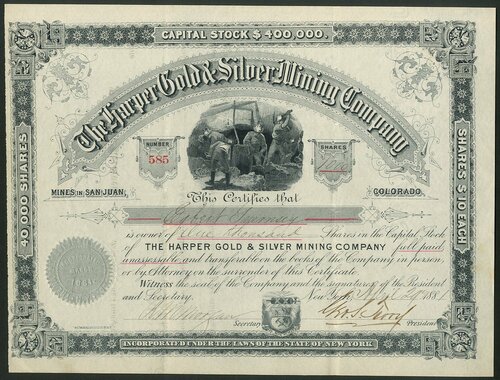 CAPITAL STOCK $ 400,000.
The Harper Gold & Silver Mining Company
NUMBER
585
SHARES
MINES IN SAN JUAN,
COLORADO.
This Certifies that
is owner of One Thousand Shares in the Capital Stock
of THE HARPER GOLD & SILVER MINING COMPANY full paid,
unassessable, and transferable on the books of the Company in person,
or by Attorney on the surrender of this Certificate.
Witness the seal of the Company and the signatures of the President
and Secretary. New York, 1881
Secretary
President
40,000 SHARES
SHARES $ 10 EACH
INCORPORATED UNDER THE LAWS OF THE STATE OF NEW YORK